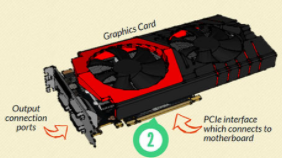 Graphics Card
Output
connection
ports
2
PCIe interface
which connects to
motherboard